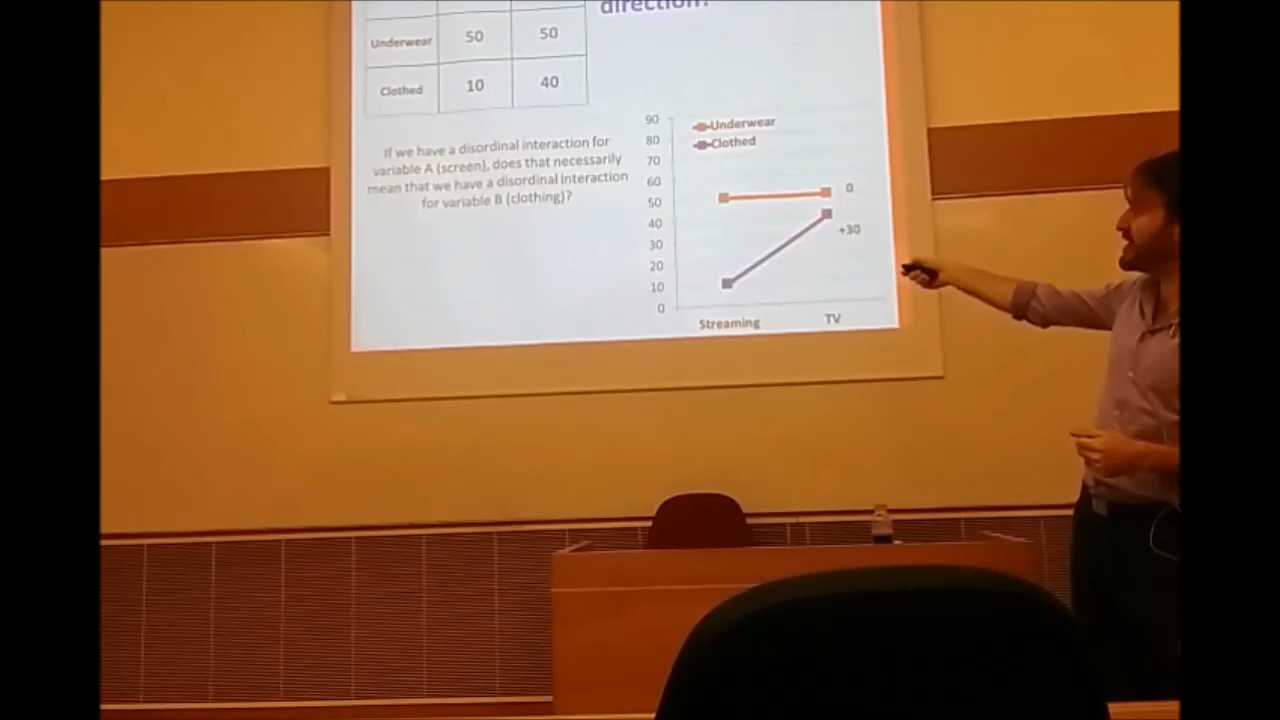 direction?
Underwear 50 50
Clothed 10 40
If we have a disordinal interaction for
variable A (screen), does that necessarily
mean that we have a disordinal interaction
for variable B (clothing)?
90
80
70
60
50
40
30
20
10
0
Underwear
Clothed
0
+30
Streaming TV